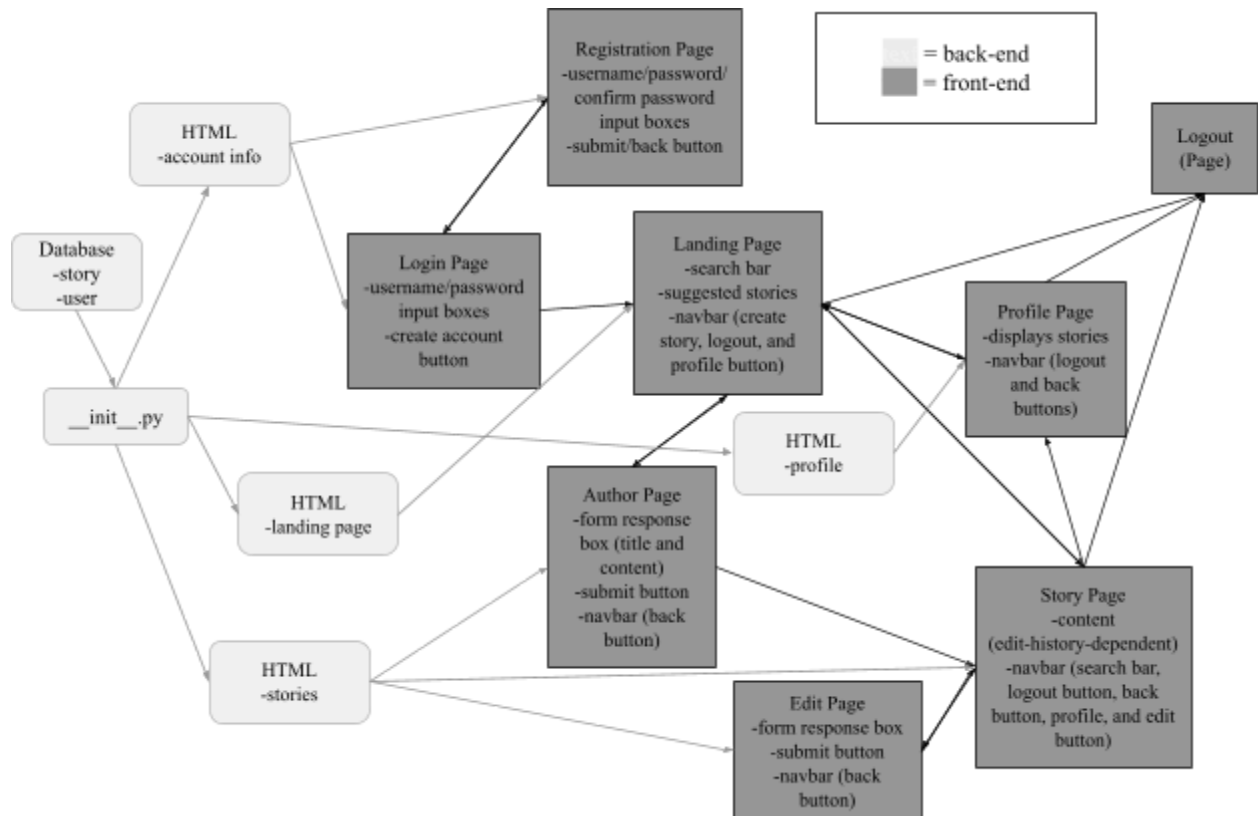 Registration Page
-username/password/
confirm password
input boxes
-submit/back button
= back-end
= front-end
HTML
-account info
Logout
(Page)
Database
-story
-user
Login Page
-username/password
input boxes
-create account
button
Landing Page
-search bar
-suggested stories
-navbar (create
story, logout, and
profile button)
Profile Page
-displays stories
-navbar (logout
and back
buttons)
__init__.py
HTML
-profile
HTML
-landing page
Author Page
-form response
box (title and
content)
-submit button
-navbar (back
button)
Story Page
-content
(edit-history-dependent)
-navbar (search bar,
logout button, back
button, profile, and edit
button)
HTML
-stories
Edit Page
-form response box
-submit button
-navbar (back
button)